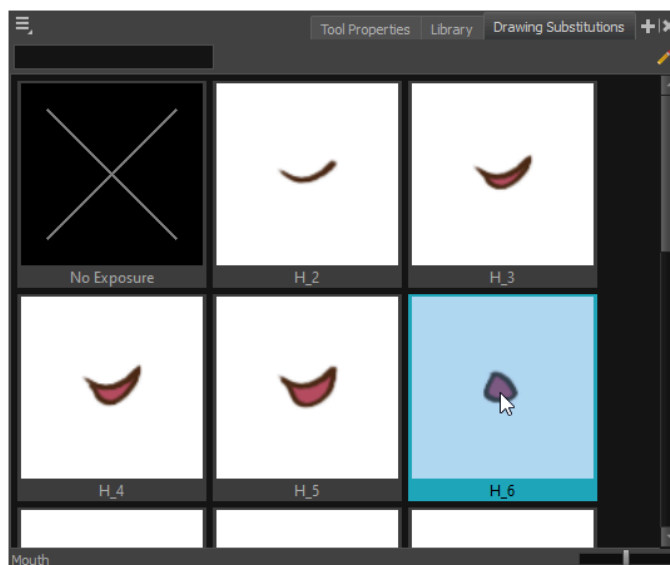 Tool Properties Library Drawing Substitutions
No Exposure H_2 H_3
H_4 H_5 H_6
Mouth